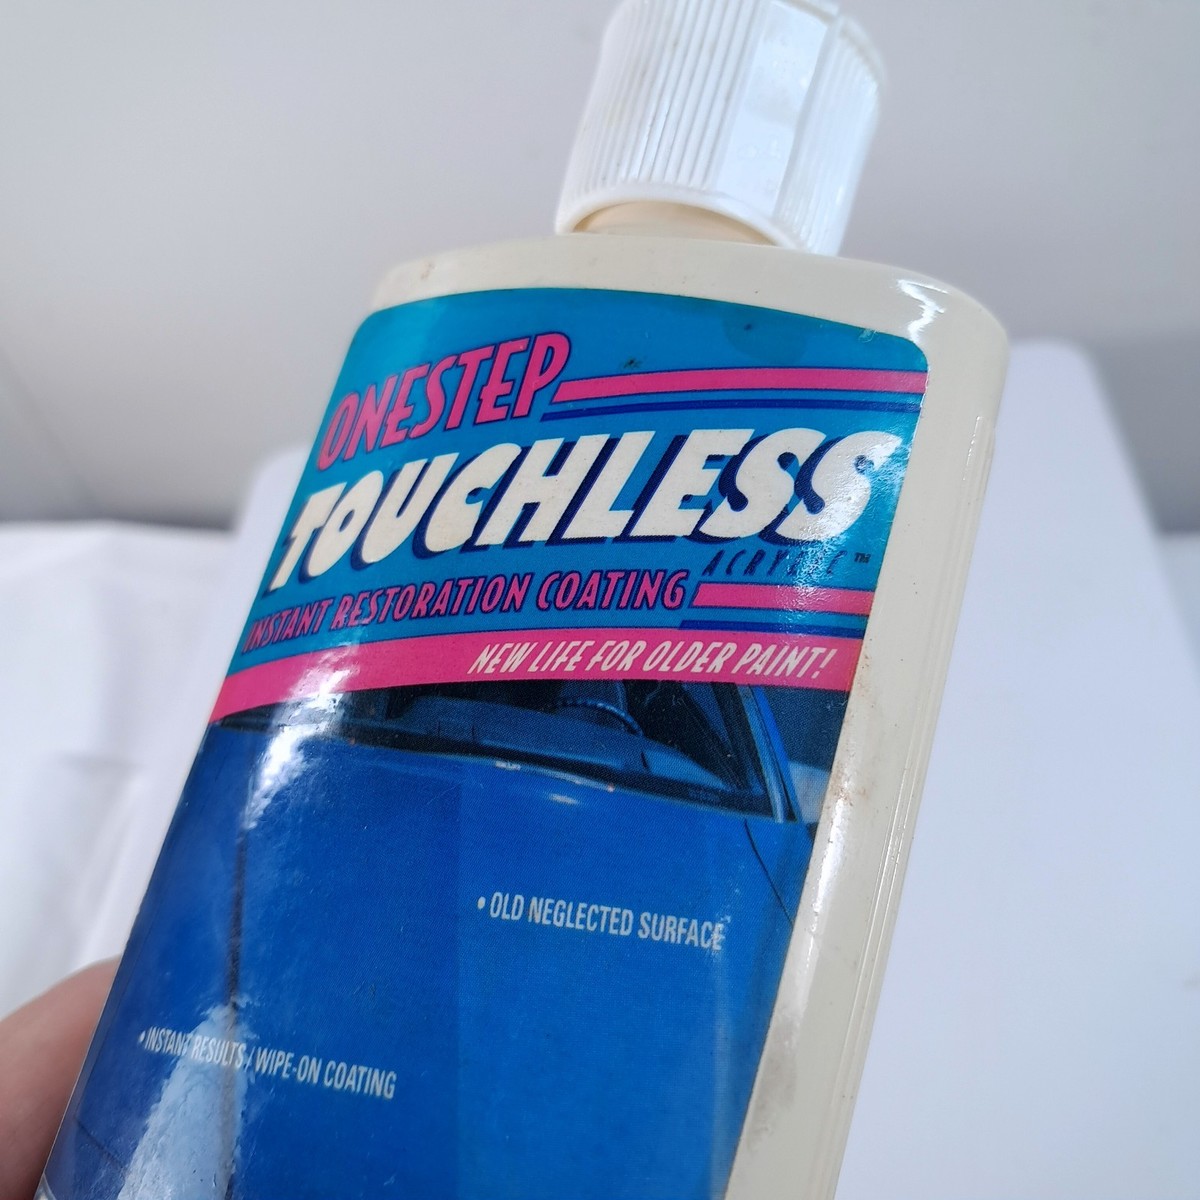 ONESTEP
TOUCHLESS
ACRYLIC™
INSTANT RESTORATION COATING
NEW LIFE FOR OLDER PAINT!
• OLD NEGLECTED SURFACE
• INSTANT RESULTS / WIPE-ON COATING